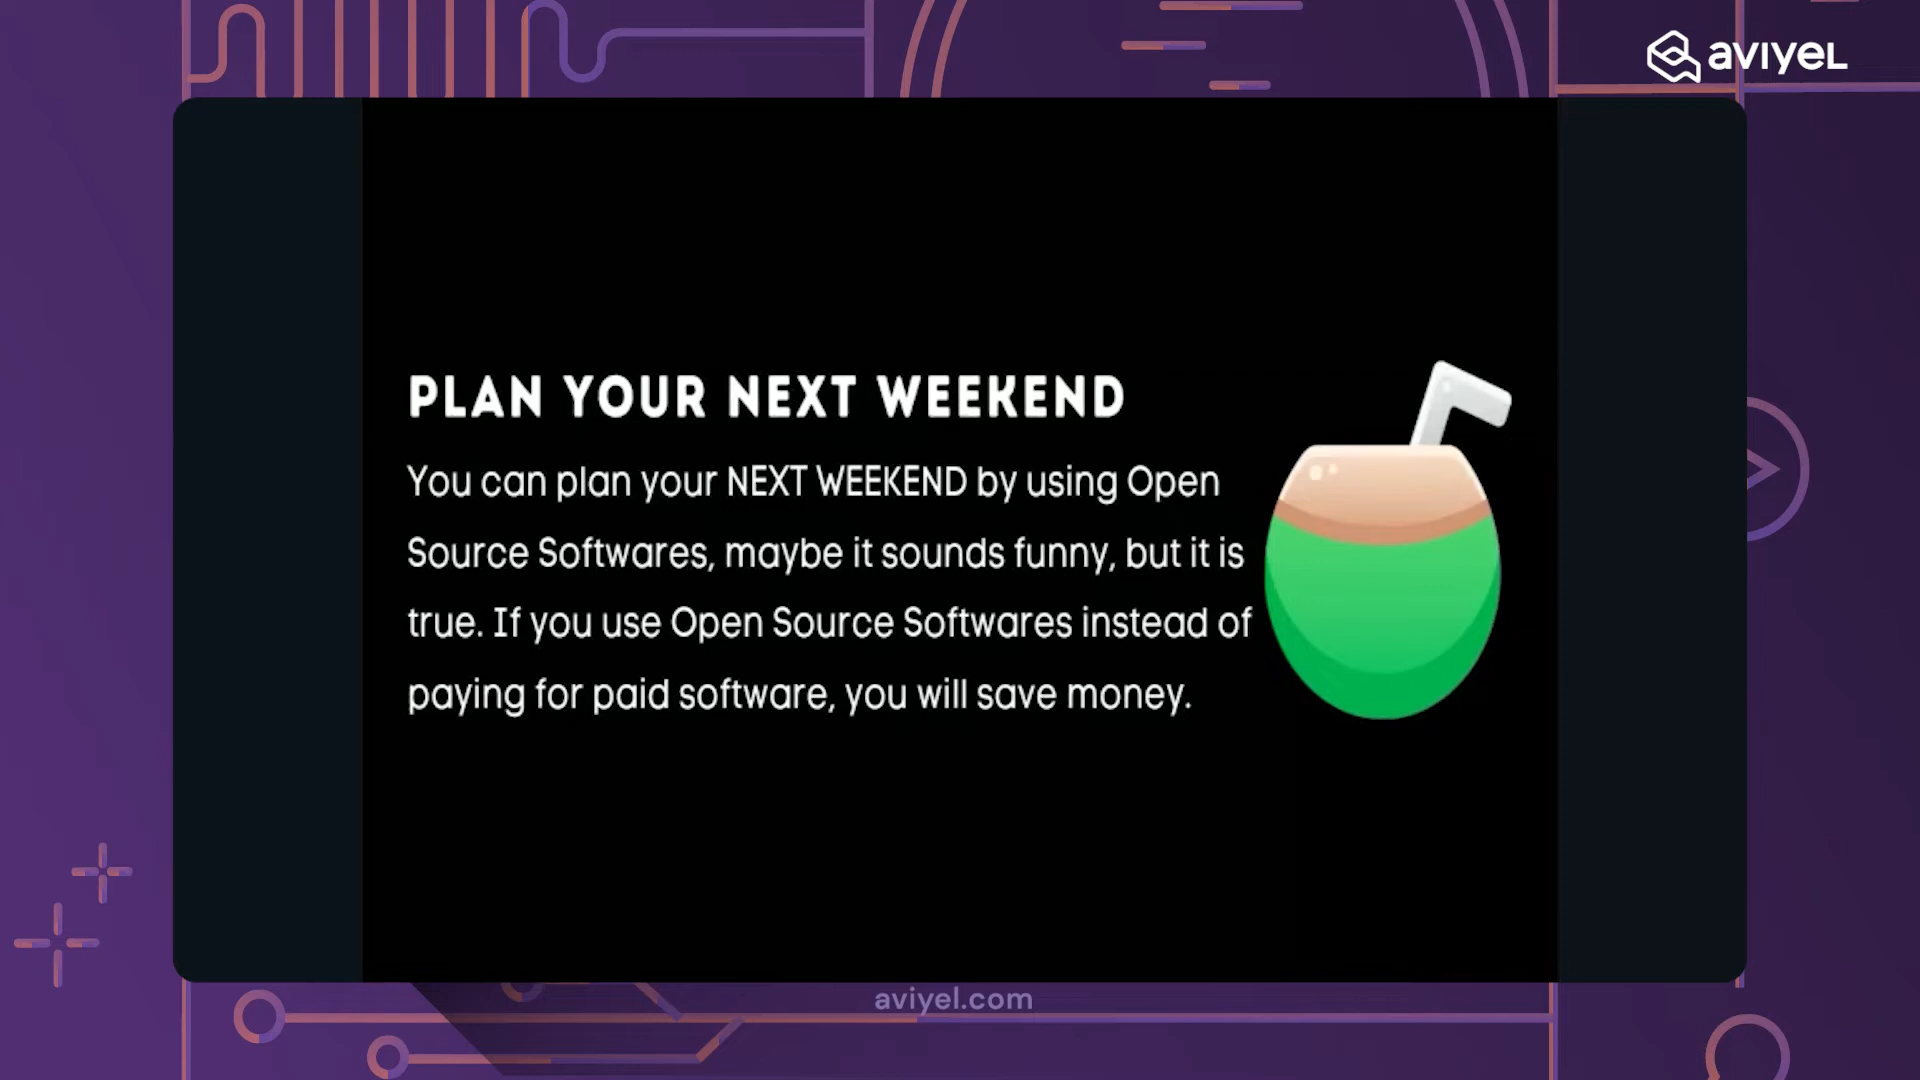 aviyel
PLAN YOUR NEXT WEEKEND
You can plan your NEXT WEEKEND by using Open
Source Softwares, maybe it sounds funny, but it is
true. If you use Open Source Softwares instead of
paying for paid software, you will save money.
aviyel.com